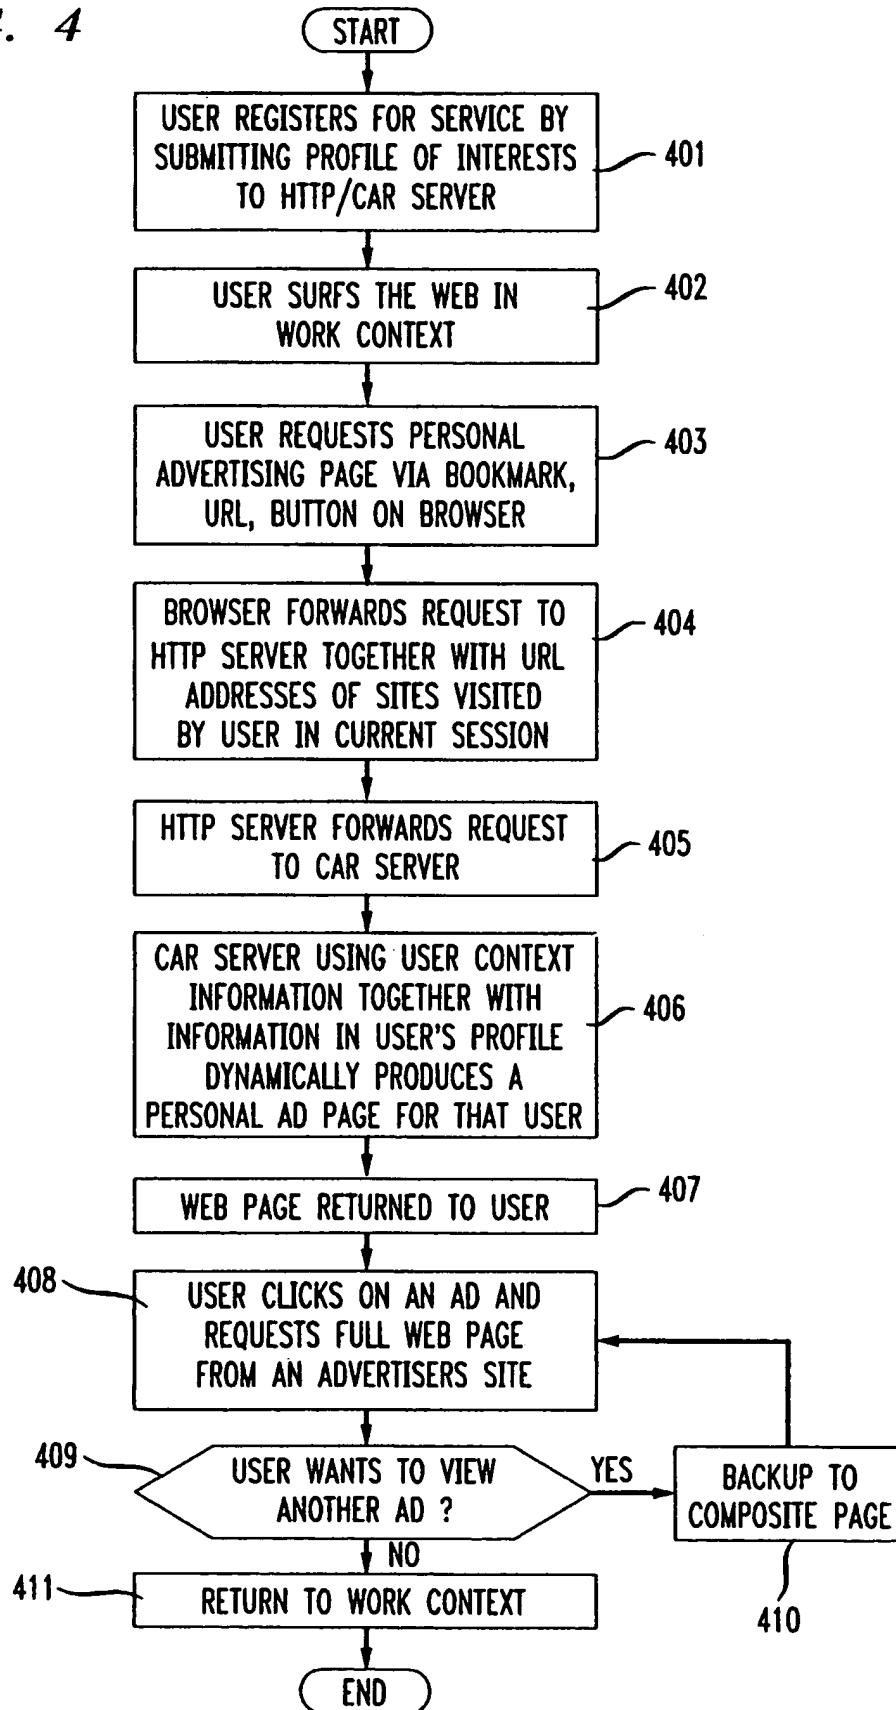 4
START
USER REGISTERS FOR SERVICE BY
SUBMITTING PROFILE OF INTERESTS
TO HTTP/CAR SERVER
401
USER SURFS THE WEB IN
WORK CONTEXT
402
USER REQUESTS PERSONAL
ADVERTISING PAGE VIA BOOKMARK,
URL, BUTTON ON BROWSER
403
BROWSER FORWARDS REQUEST TO
HTTP SERVER TOGETHER WITH URL
ADDRESSES OF SITES VISITED
BY USER IN CURRENT SESSION
404
HTTP SERVER FORWARDS REQUEST
TO CAR SERVER
405
CAR SERVER USING USER CONTEXT
INFORMATION TOGETHER WITH
INFORMATION IN USER'S PROFILE
DYNAMICALLY PRODUCES A
PERSONAL AD PAGE FOR THAT USER
406
WEB PAGE RETURNED TO USER
407
408
USER CLICKS ON AN AD AND
REQUESTS FULL WEB PAGE
FROM AN ADVERTISERS SITE
409
USER WANTS TO VIEW
ANOTHER AD ?
YES
BACKUP TO
COMPOSITE PAGE
410
NO
411
RETURN TO WORK CONTEXT
END